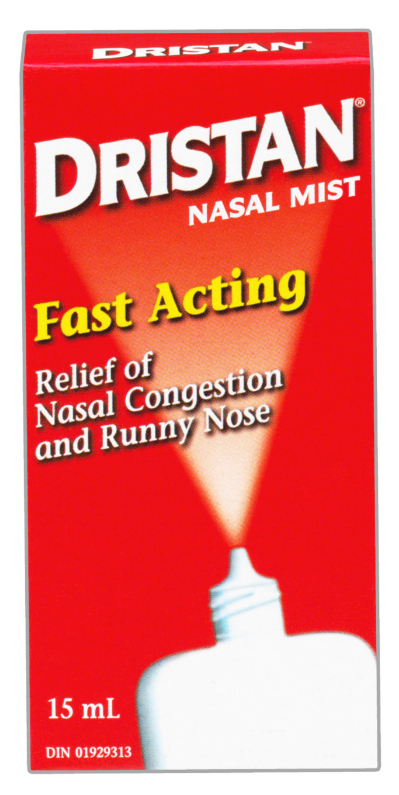 DRISTAN
DRISTAN®
NASAL MIST
Fast Acting
Relief of
Nasal Congestion
and Runny Nose
15 mL
DIN 01929313